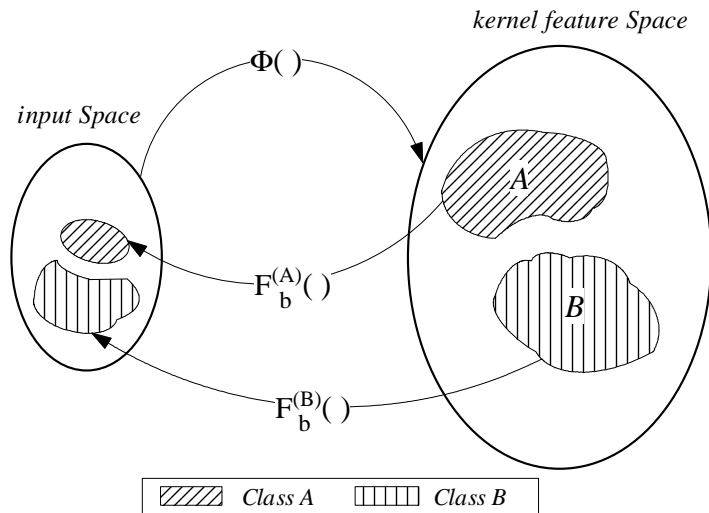 kernel feature Space
Φ( )
input Space
A
F_b^(A)( )
B
F_b^(B)( )
Class A Class B